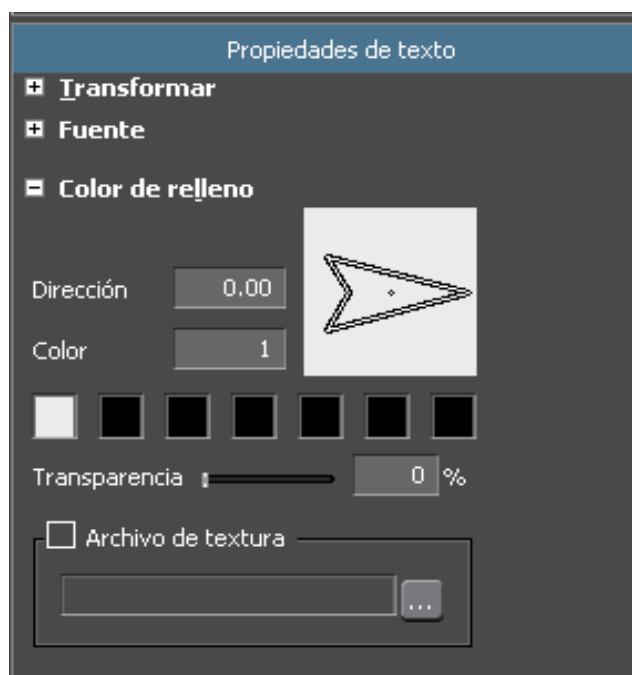 Propiedades de texto
Transformar
Fuente
Color de relleno
Dirección 0.00
Color 1
Transparencia 0 %
Archivo de textura
...